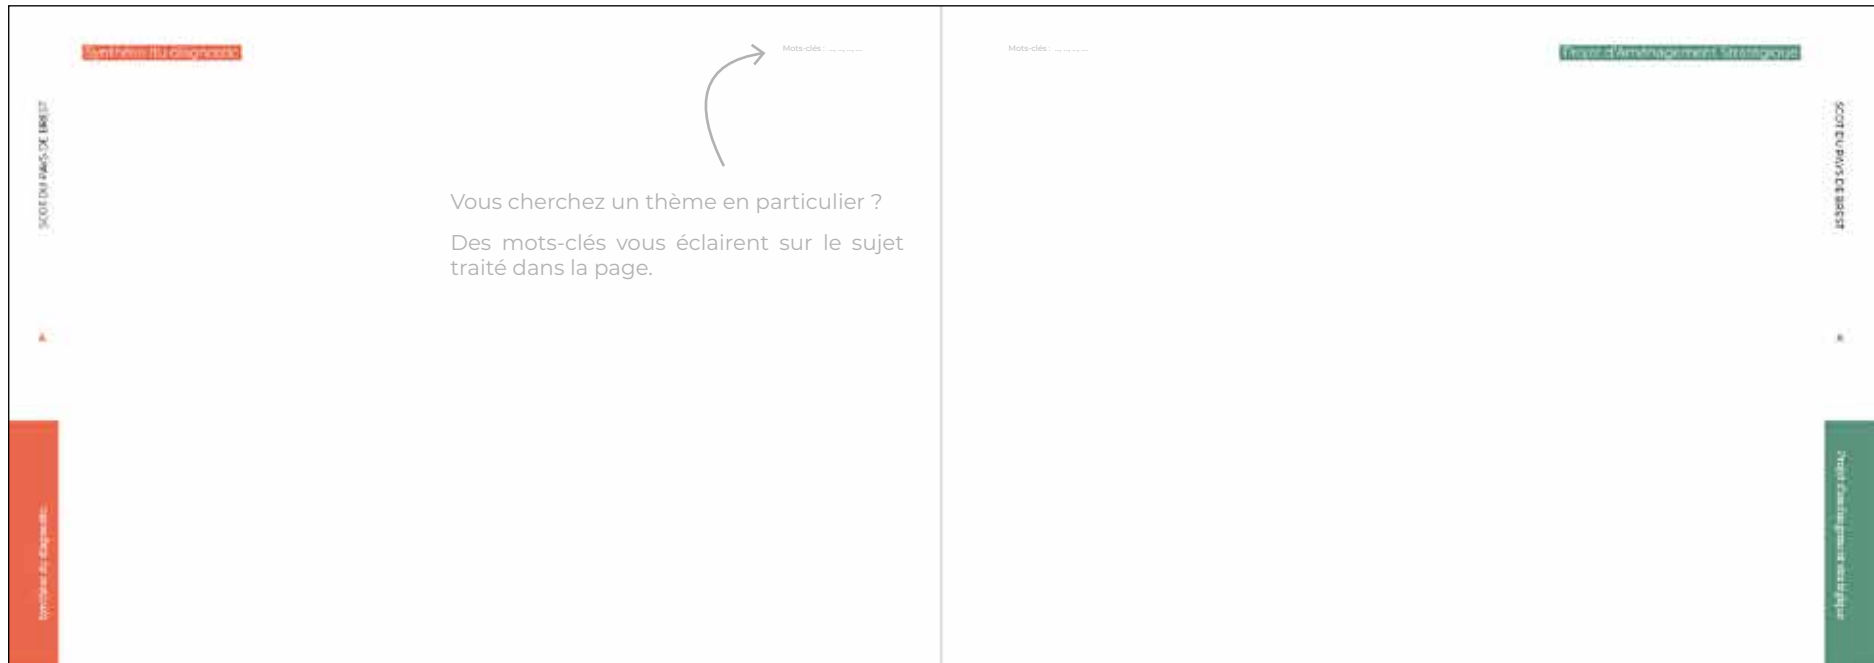 Synthèse du diagnostic
Mots-clés : ..., ..., ..., ...
SCOT DU PAYS DE BREST
Vous cherchez un thème en particulier ?
Des mots-clés vous éclairent sur le sujet
traité dans la page.
Synthèse du diagnostic
Mots-clés : ..., ..., ..., ...
Projet d'Aménagement Stratégique
SCOT DU PAYS DE BREST
Projet d'aménagement stratégique